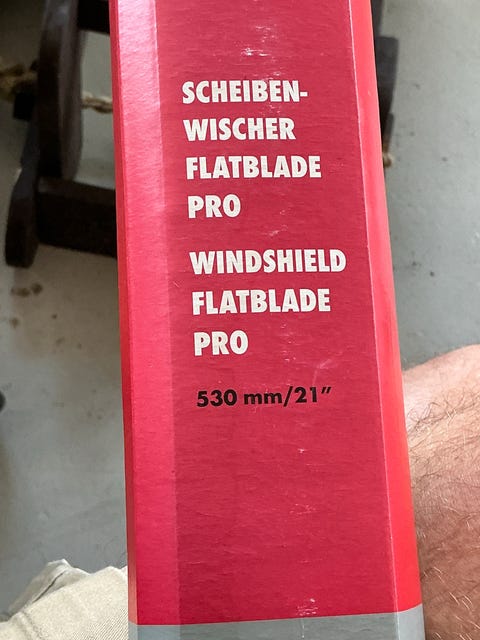 SCHEIBEN-
WISCHER
FLATBLADE
PRO
WINDSHIELD
FLATBLADE
PRO
530 mm/21”